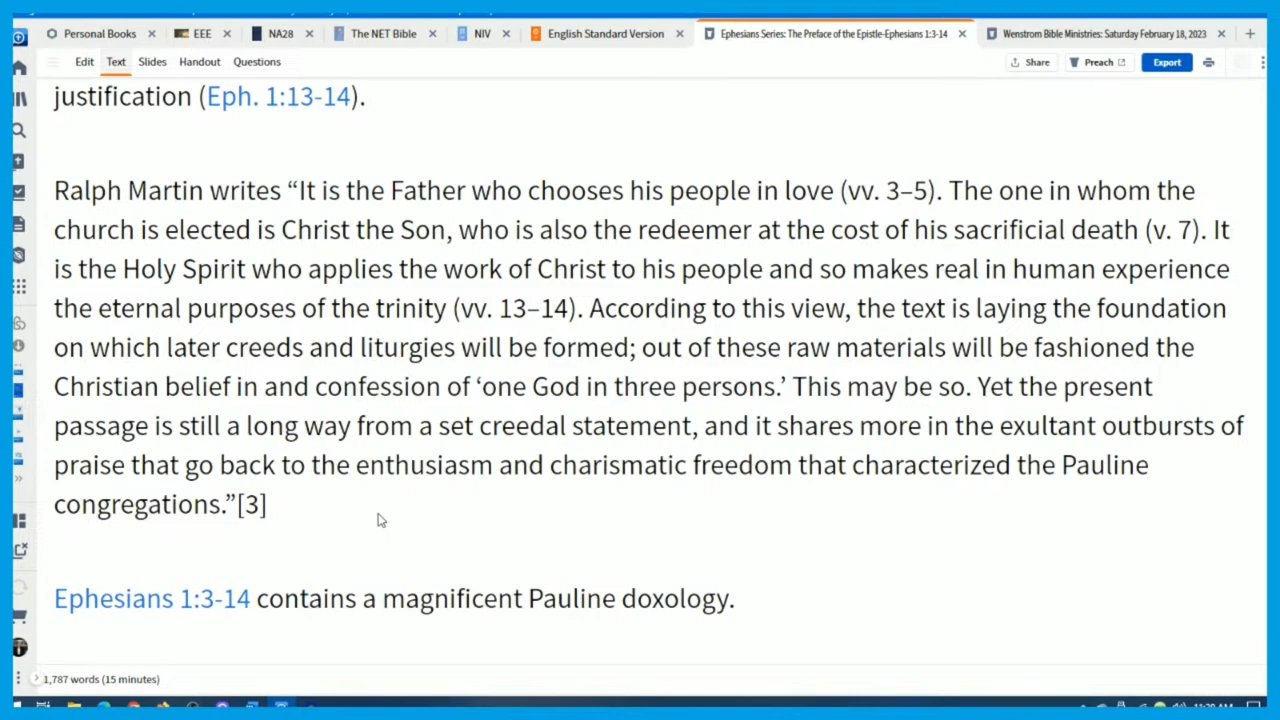 Personal Books
EEE
NA28
The NET Bible
NIV
English Standard Version
Ephesians Series: The Preface of the Epistle-Ephesians 1:3-14
Wenstrom Bible Ministries: Saturday February 18, 2023
Edit Text Slides Handout Questions
Share Preach Export
justification (Eph. 1:13-14).
Ralph Martin writes “It is the Father who chooses his people in love (vv. 3–5). The one in whom the
church is elected is Christ the Son, who is also the redeemer at the cost of his sacrificial death (v. 7). It
is the Holy Spirit who applies the work of Christ to his people and so makes real in human experience
the eternal purposes of the trinity (vv. 13–14). According to this view, the text is laying the foundation
on which later creeds and liturgies will be formed; out of these raw materials will be fashioned the
Christian belief in and confession of ‘one God in three persons.’ This may be so. Yet the present
passage is still a long way from a set creedal statement, and it shares more in the exultant outbursts of
praise that go back to the enthusiasm and charismatic freedom that characterized the Pauline
congregations.”[3]
Ephesians 1:3-14 contains a magnificent Pauline doxology.
1,787 words (15 minutes)